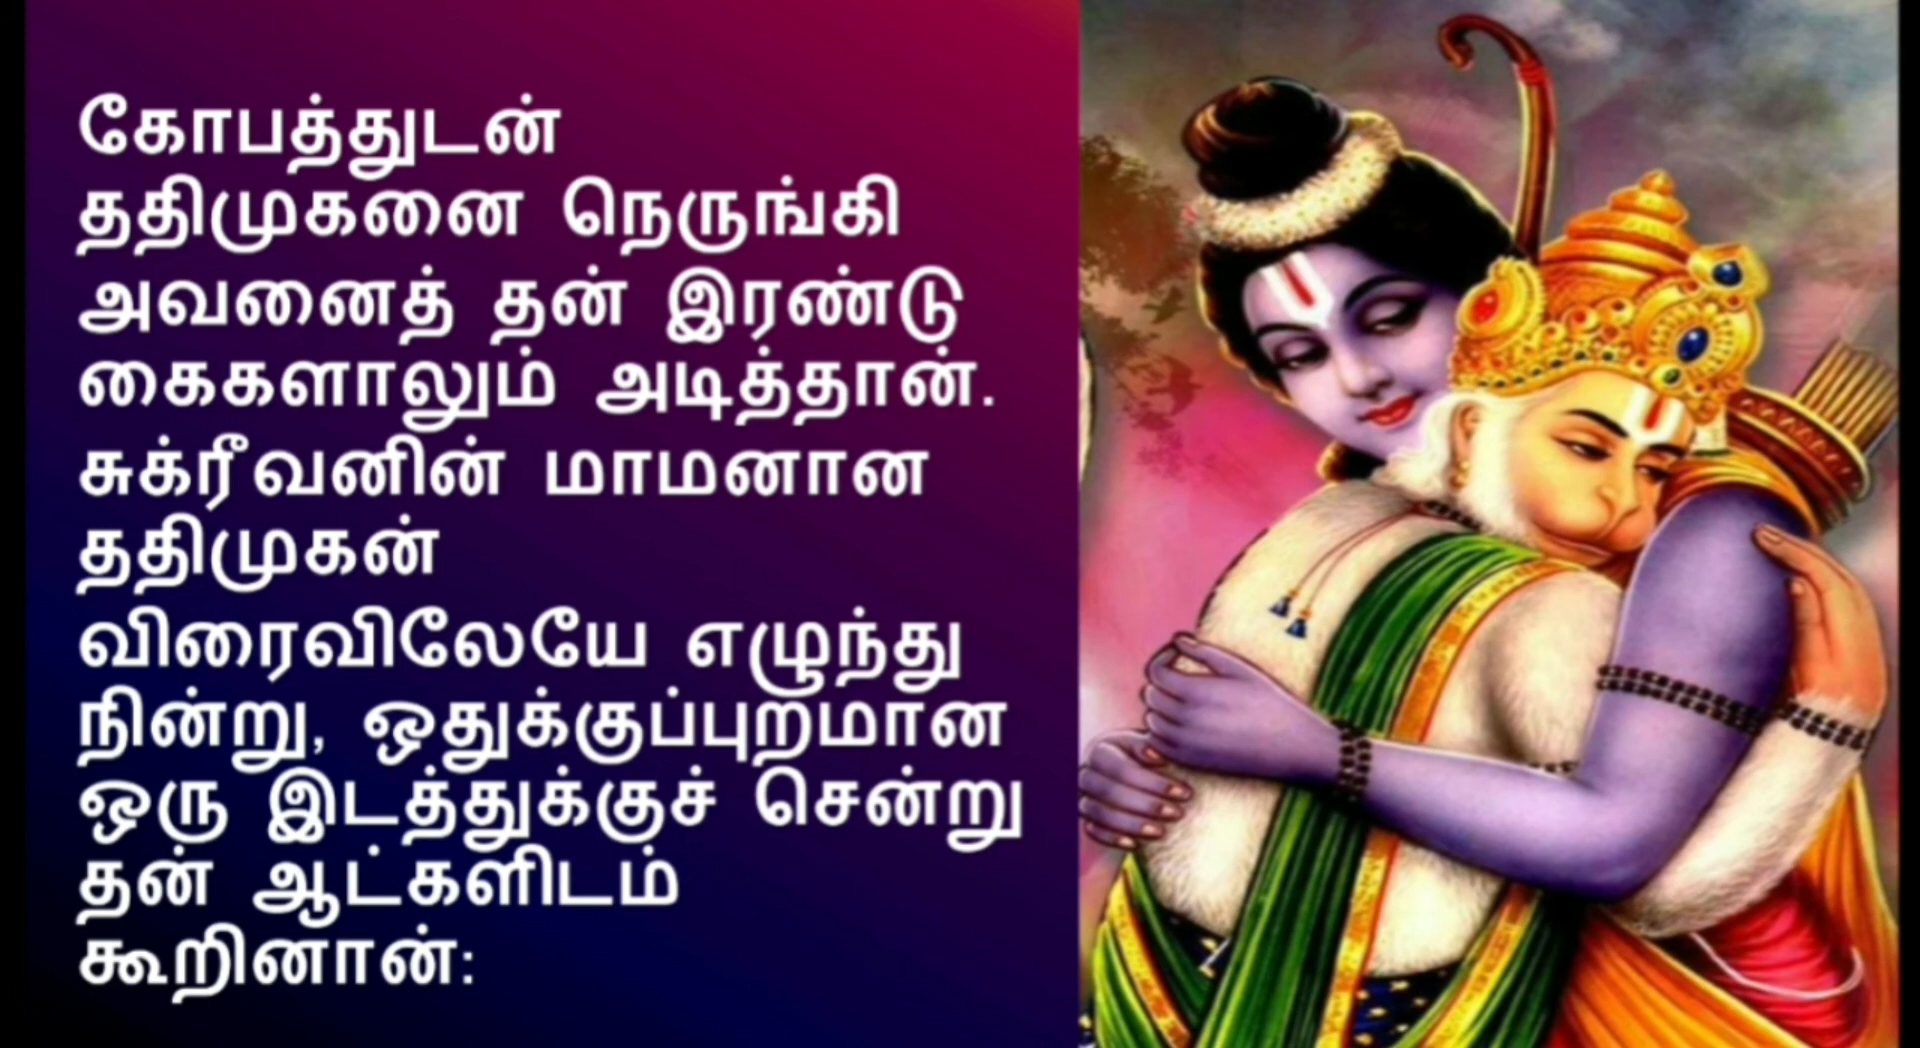 கோபத்துடன்
ததிமுகனை நெருங்கி
அவனைத் தன் இரண்டு
கைகளாலும் அடித்தான்.
சுக்ரீவனின் மாமனான
ததிமுகன்
விரைவிலேயே எழுந்து
நின்று, ஒதுக்குப்புறமான
ஒரு இடத்துக்குச் சென்று
தன் ஆட்களிடம்
கூறினான்: